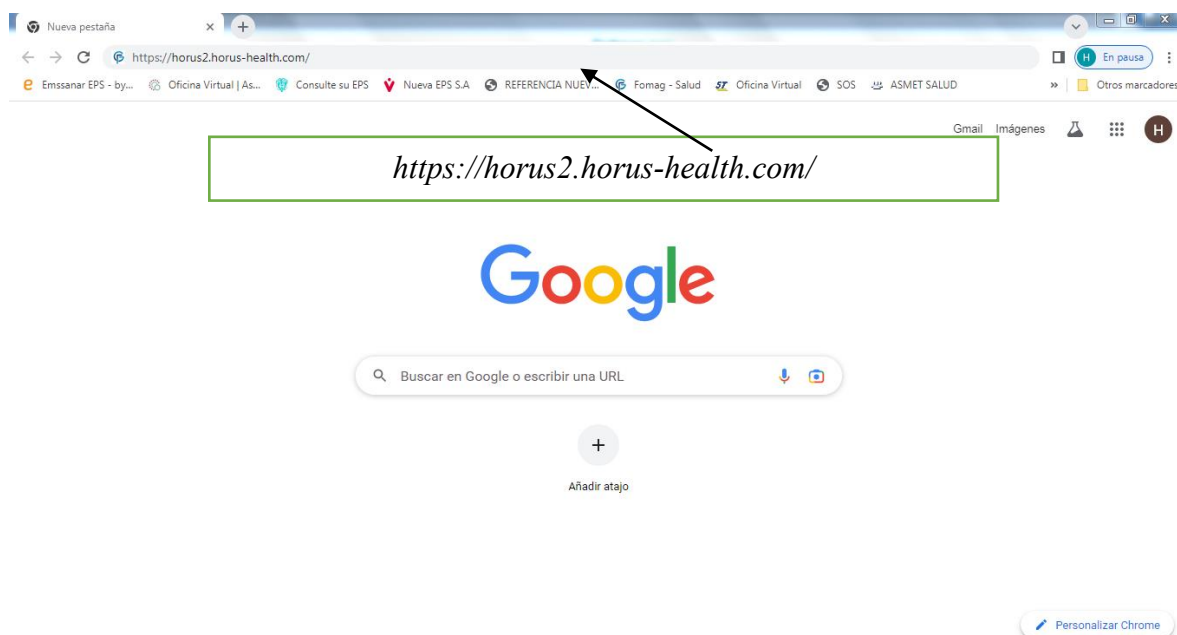 Nueva pestaña
https://horus2.horus-health.com/
H En pausa
Emssanar EPS - by... Oficina Virtual | As... Consulte su EPS Nueva EPS S.A REFERENCIA NUEV... Fomag - Salud ST Oficina Virtual SOS ASMET SALUD » Otros marcadores
Gmail Imágenes H
https://horus2.horus-health.com/
Google
Buscar en Google o escribir una URL
Añadir atajo
Personalizar Chrome